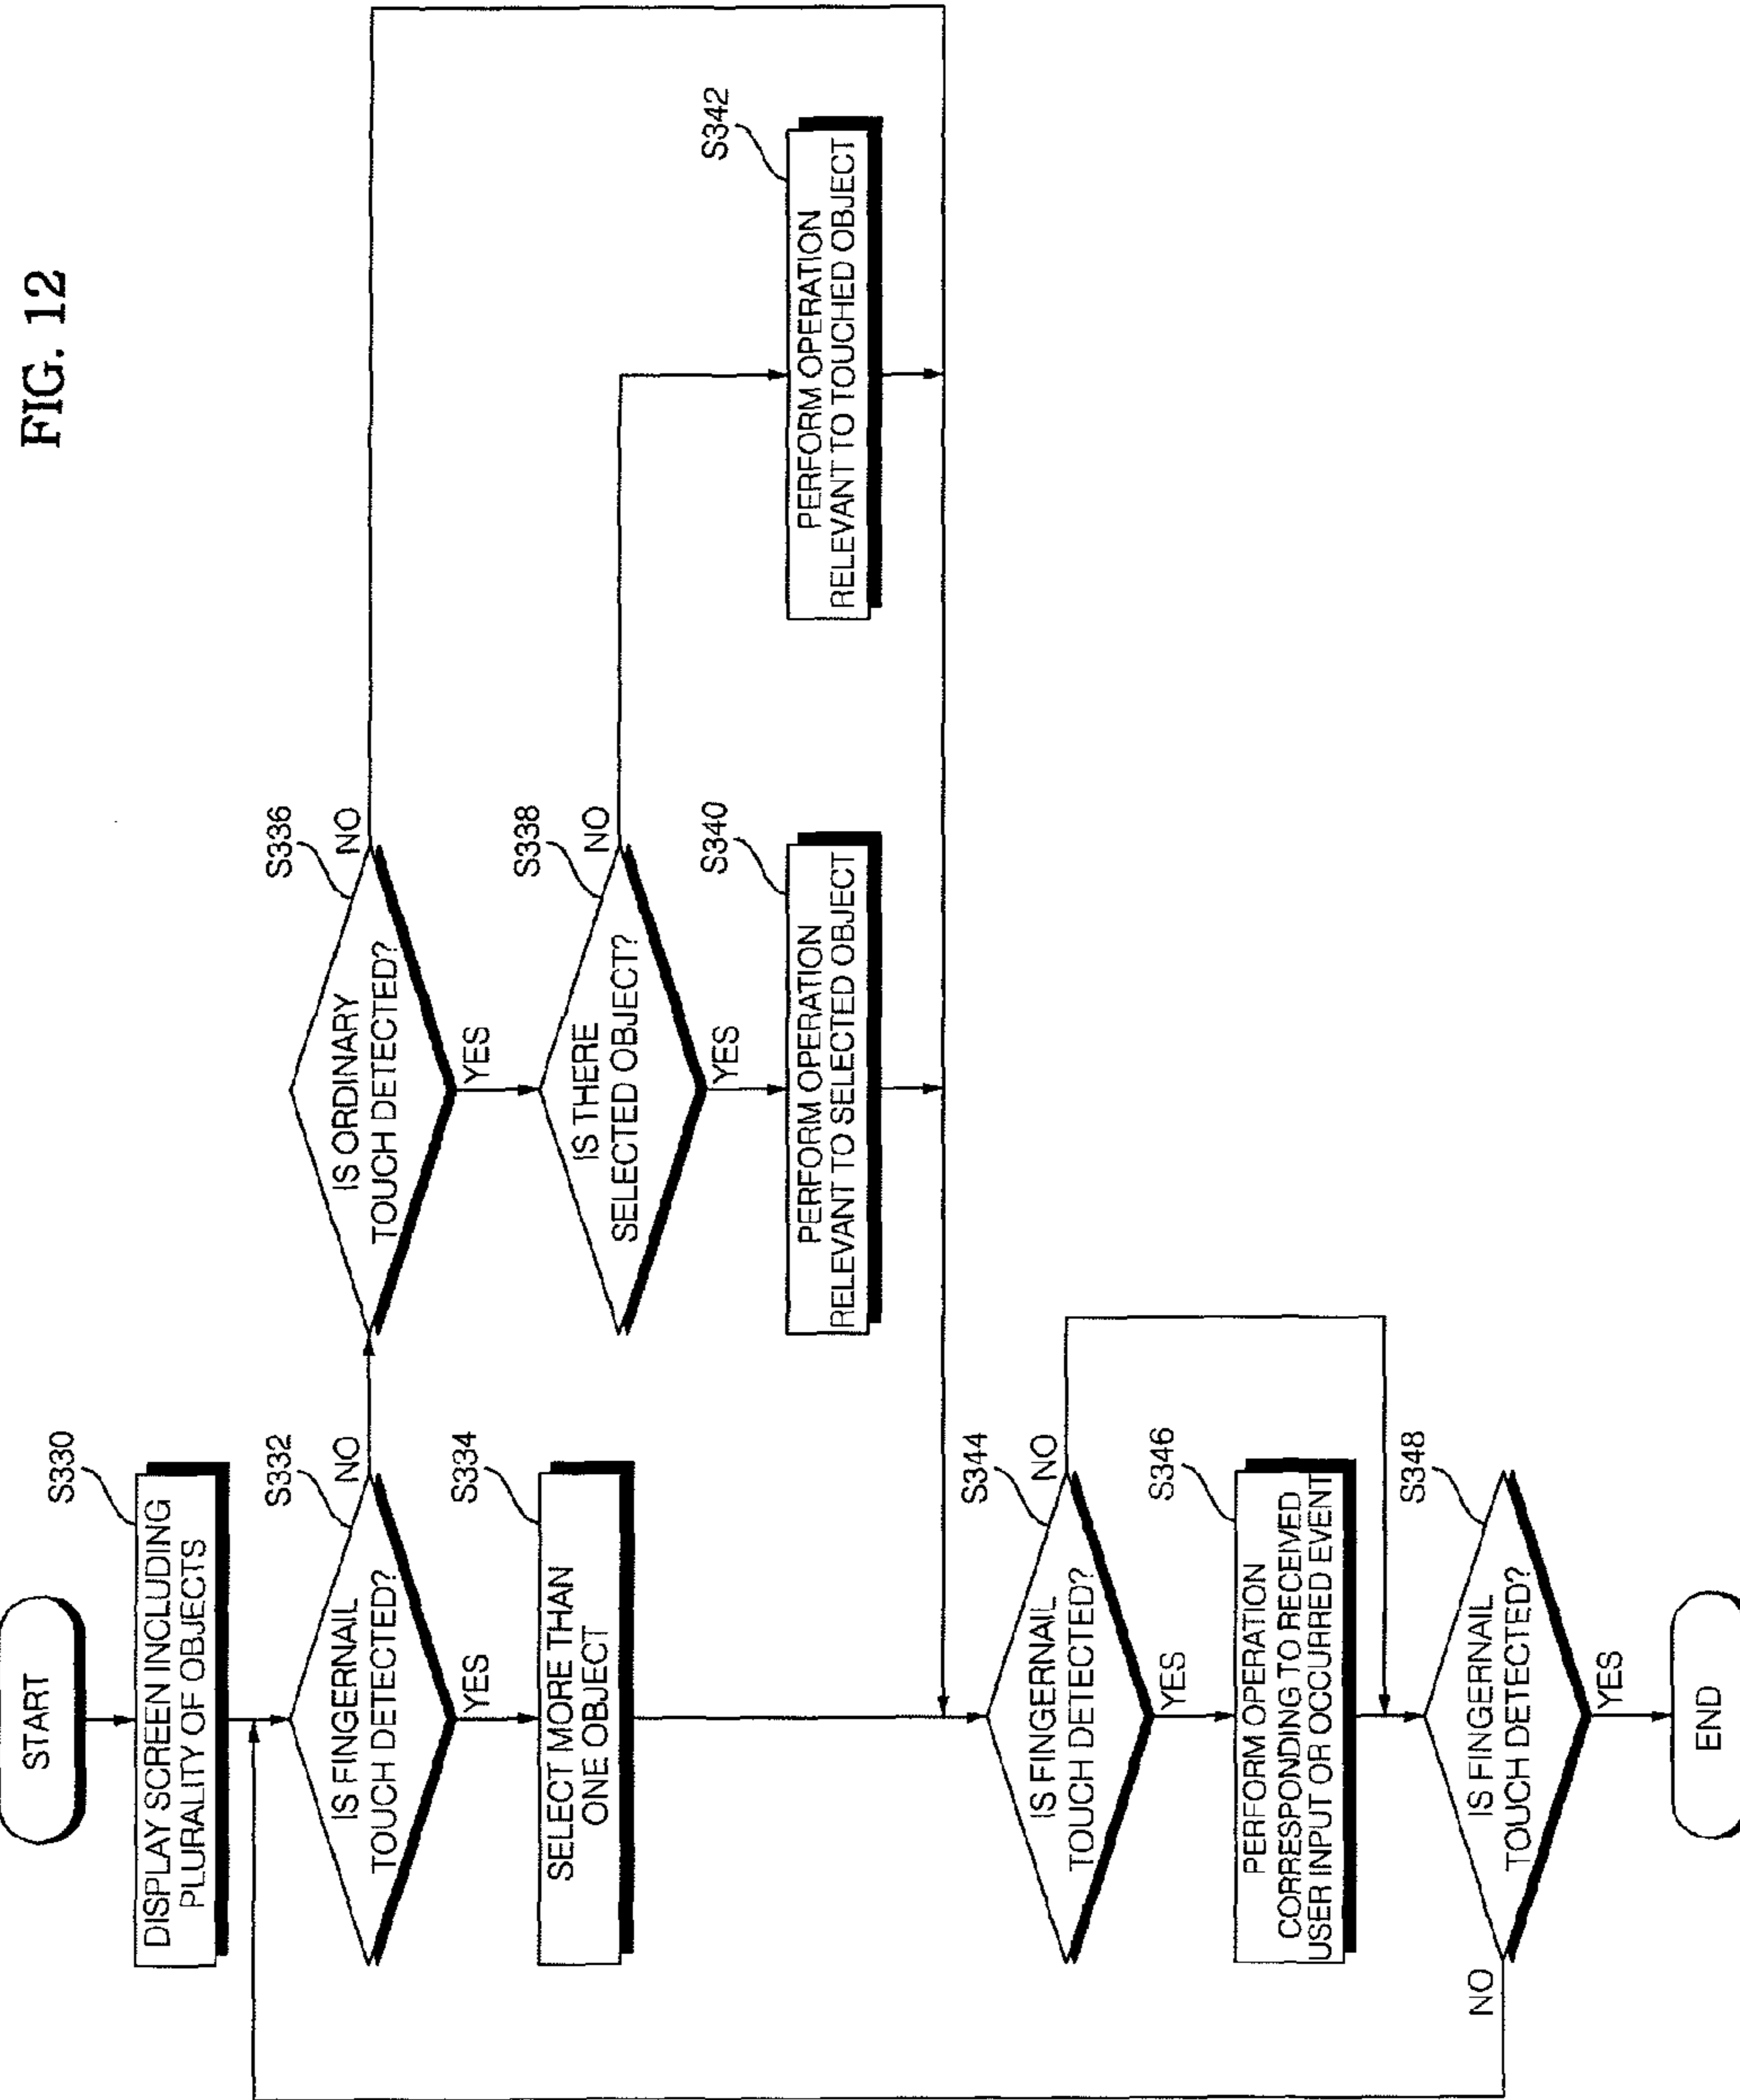 FIG. 12
START
S330
DISPLAY SCREEN INCLUDING
PLURALITY OF OBJECTS
S332
IS FINGERNAIL
TOUCH DETECTED?
NO
YES
S334
SELECT MORE THAN
ONE OBJECT
S336
IS ORDINARY
TOUCH DETECTED?
NO
YES
S338
IS THERE
SELECTED OBJECT?
NO
YES
S340
PERFORM OPERATION
RELEVANT TO SELECTED OBJECT
S342
PERFORM OPERATION
RELEVANT TO TOUCHED OBJECT
S344
IS FINGERNAIL
TOUCH DETECTED?
NO
YES
S346
PERFORM OPERATION
CORRESPONDING TO RECEIVED
USER INPUT OR OCCURRED EVENT
S348
IS FINGERNAIL
TOUCH DETECTED?
NO
YES
END